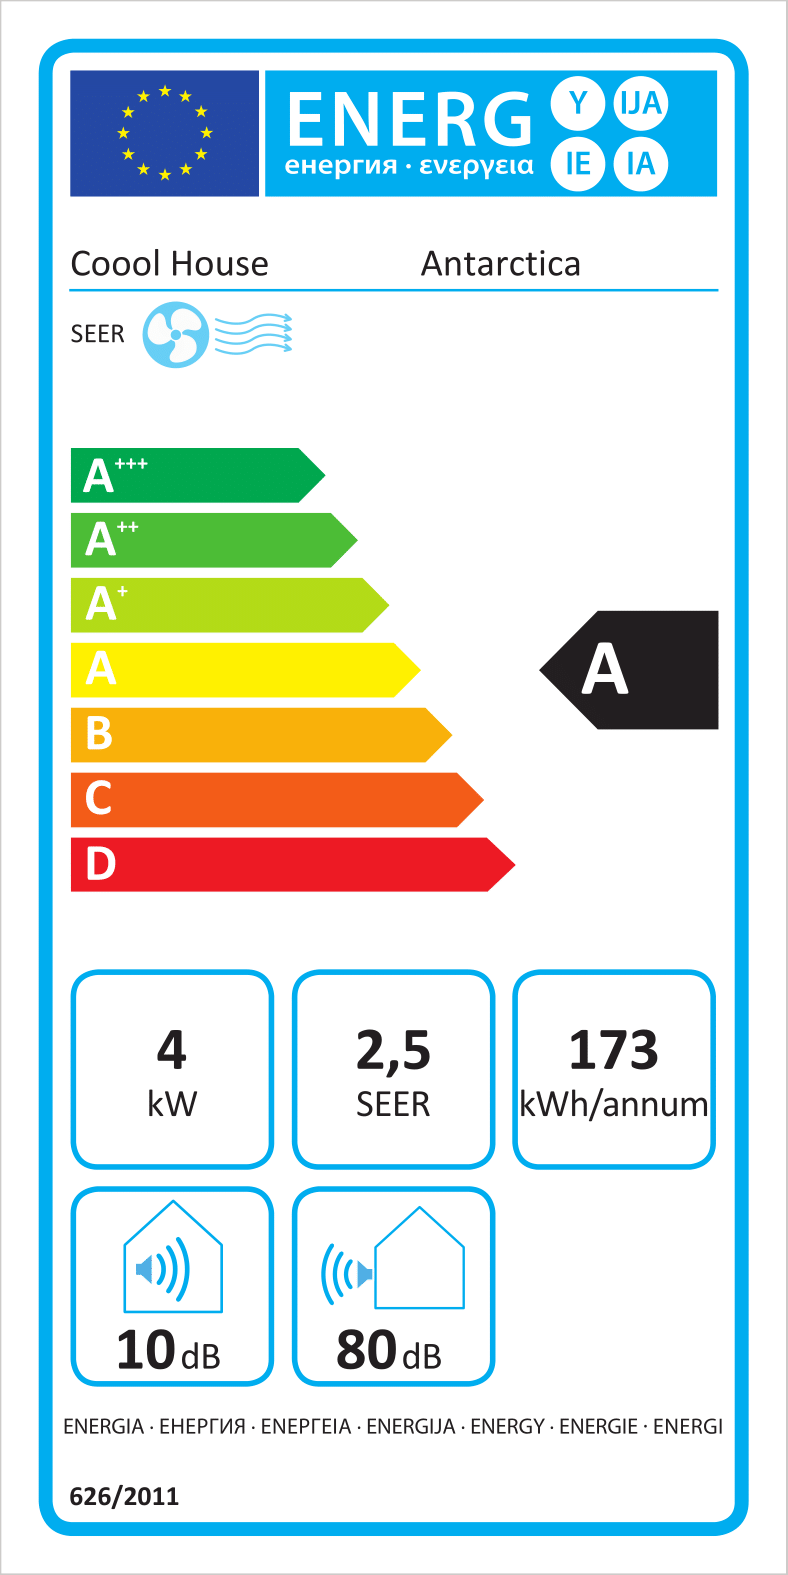 ENERG Y IJA
енергия · ενεργεια IE IA
Coool House Antarctica
SEER
A+++
A++
A+
A
A
B
C
D
4
kW
2,5
SEER
173
kWh/annum
10 dB
80 dB
ENERGIA · ЕНЕРГИЯ · ΕΝΕΡΓΕΙΑ · ENERGIJA · ENERGY · ENERGIE · ENERGI
626/2011